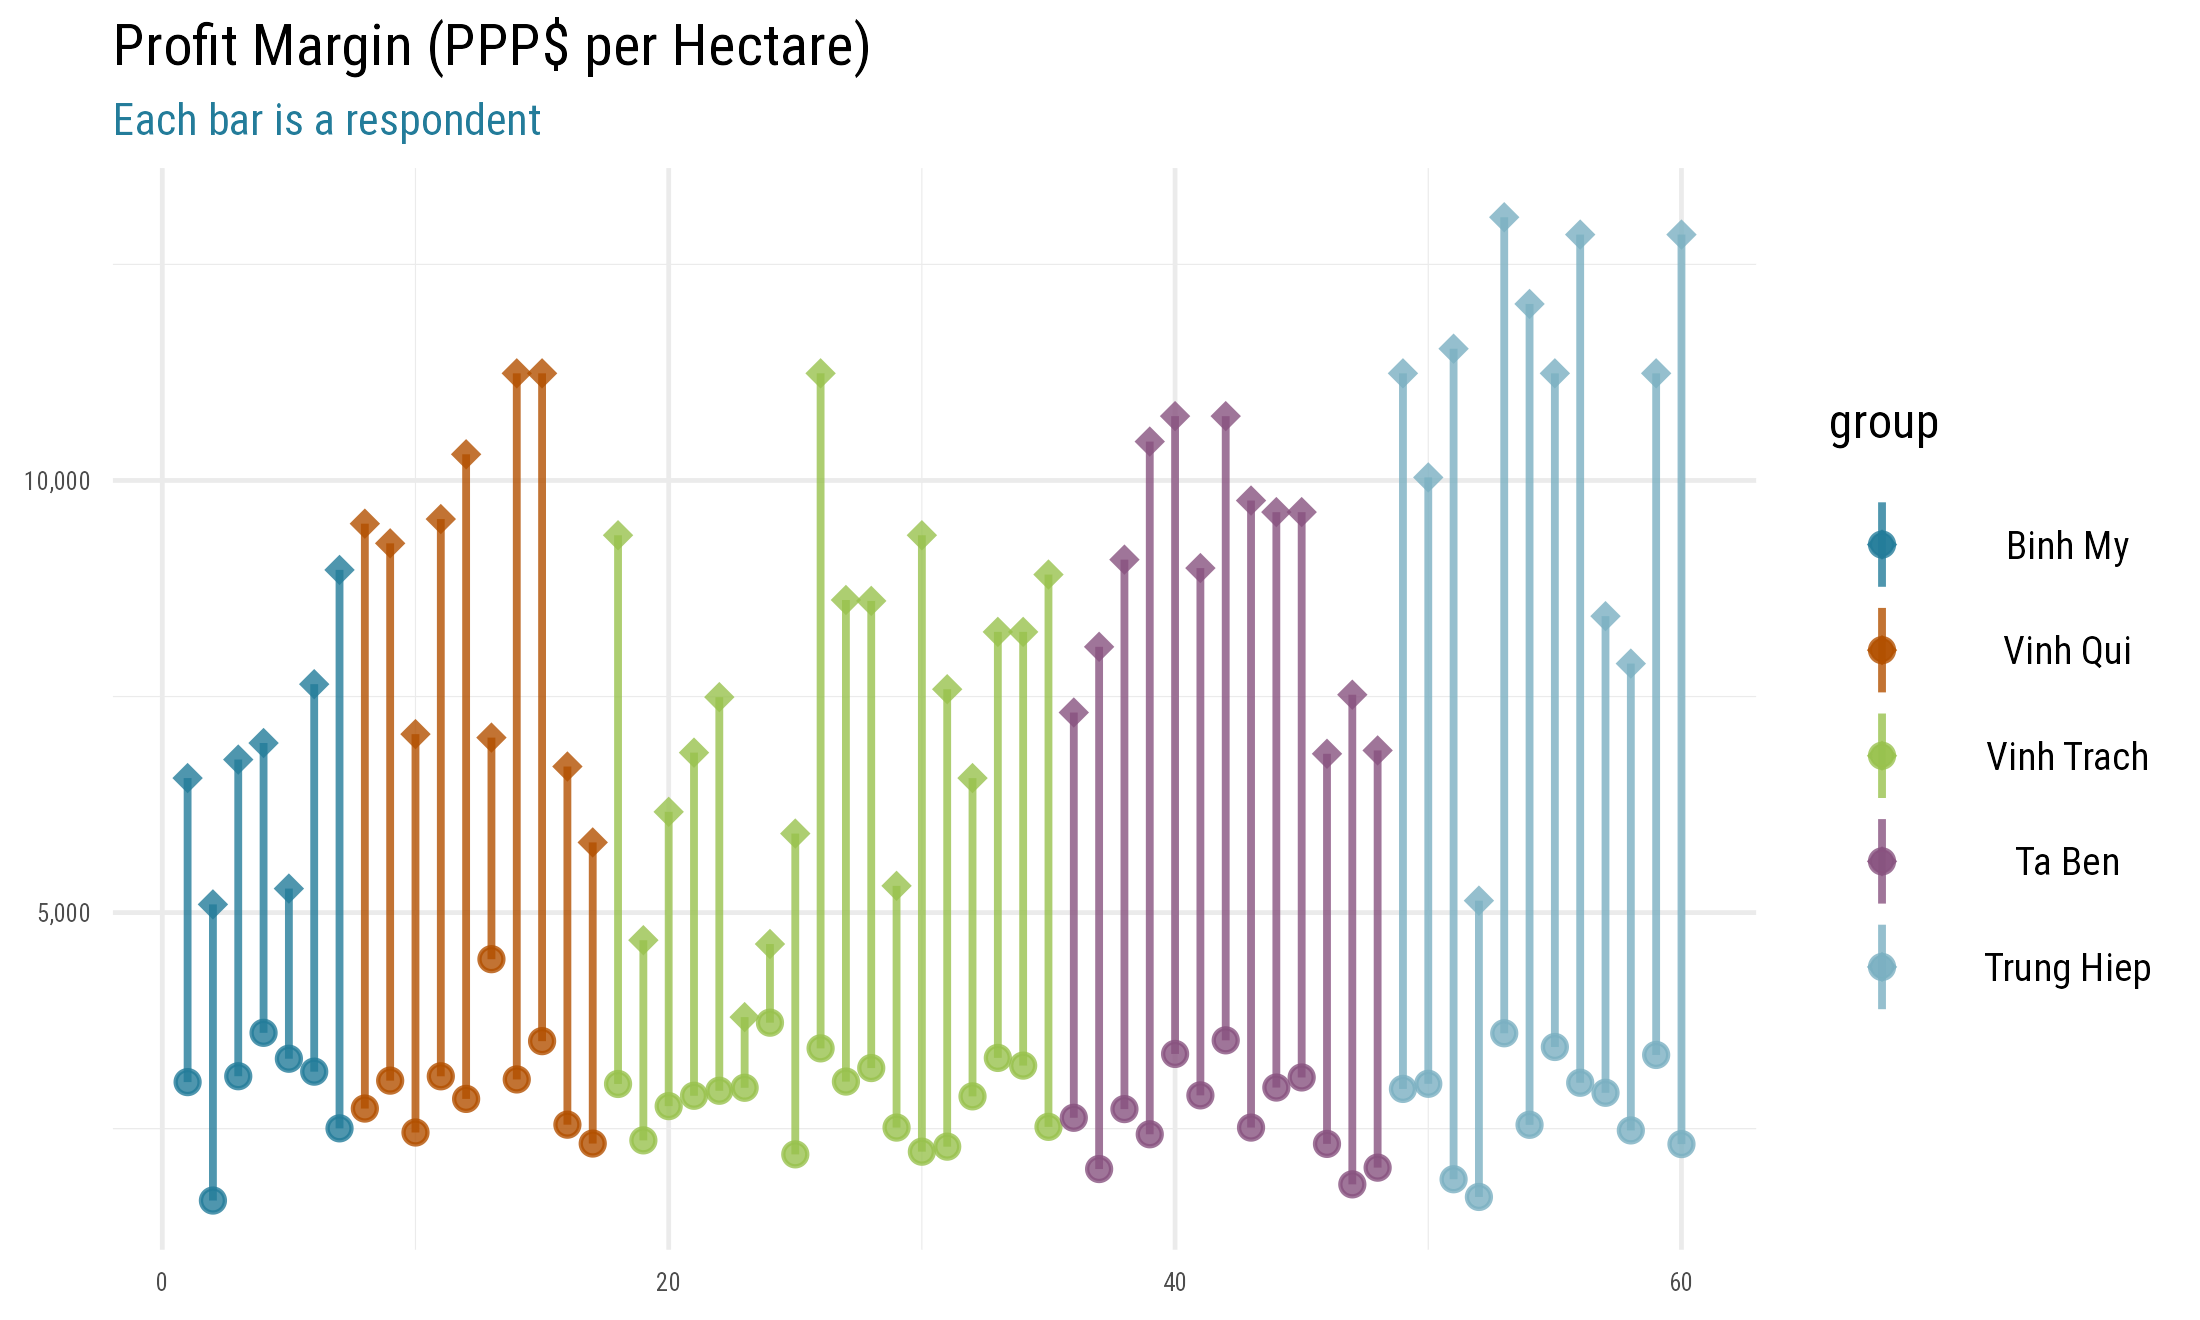 Profit Margin (PPP$ per Hectare)
Each bar is a respondent
10,000
5,000
0
20
40
60
group
Binh My
Vinh Qui
Vinh Trach
Ta Ben
Trung Hiep